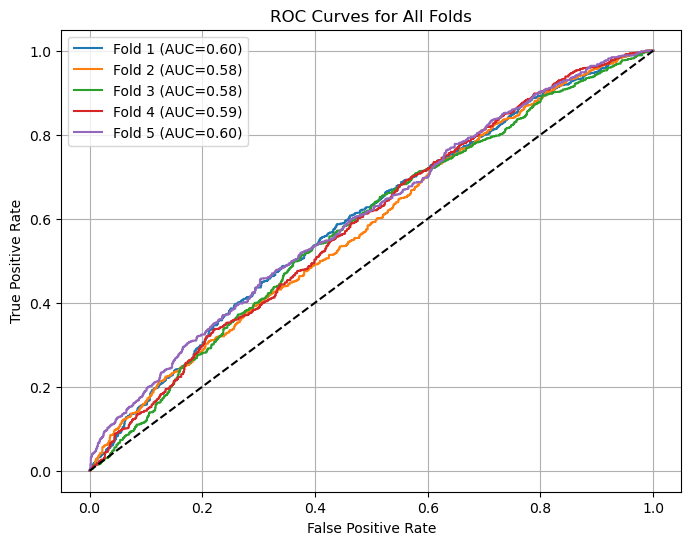 ROC Curves for All Folds
Fold 1 (AUC=0.60)
Fold 2 (AUC=0.58)
Fold 3 (AUC=0.58)
Fold 4 (AUC=0.59)
Fold 5 (AUC=0.60)
True Positive Rate
1.0
0.8
0.6
0.4
0.2
0.0
0.0 0.2 0.4 0.6 0.8 1.0
False Positive Rate